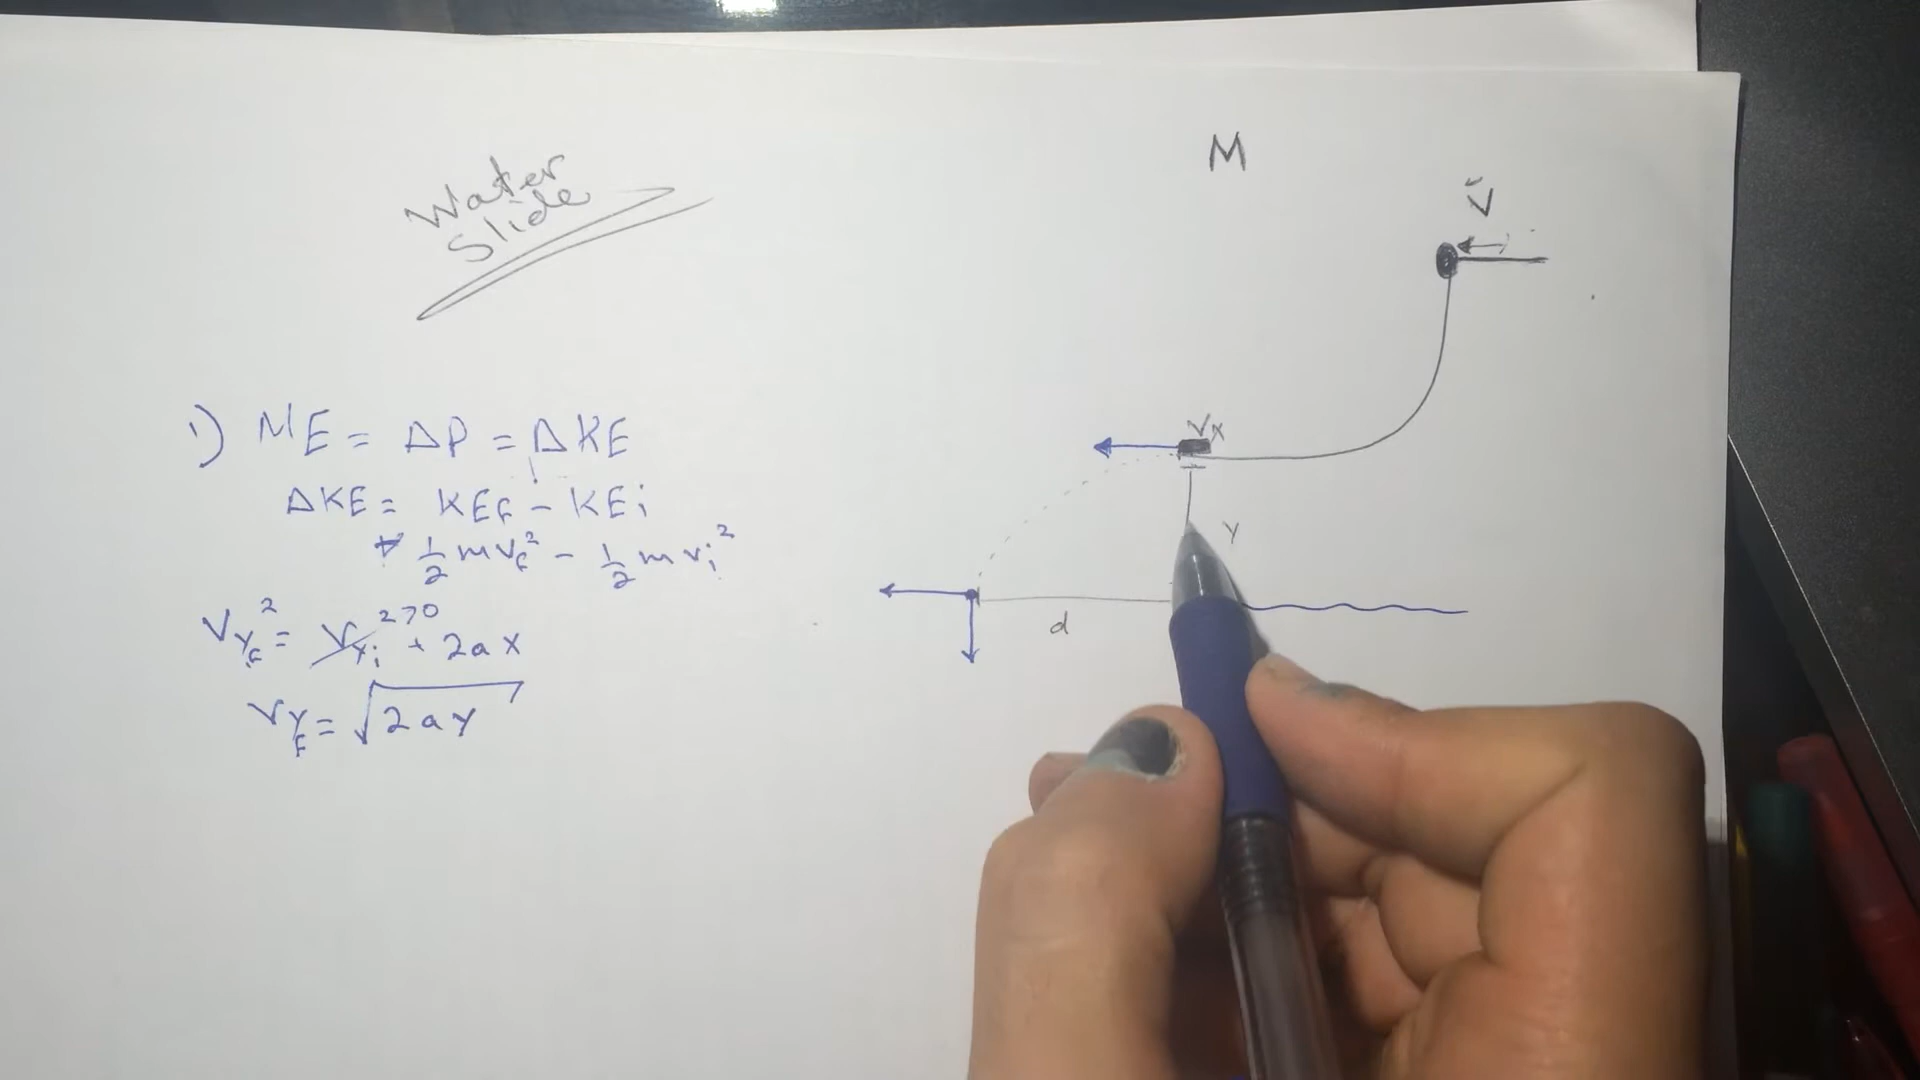 Water
Slide
M
V
1) ME = ΔP = ΔKE
Vx
ΔKE = KEf - KEi
y
½mvf² - ½mvi²
d
Vyf² = Vyi²→0 + 2ax
Vyf = √2ay